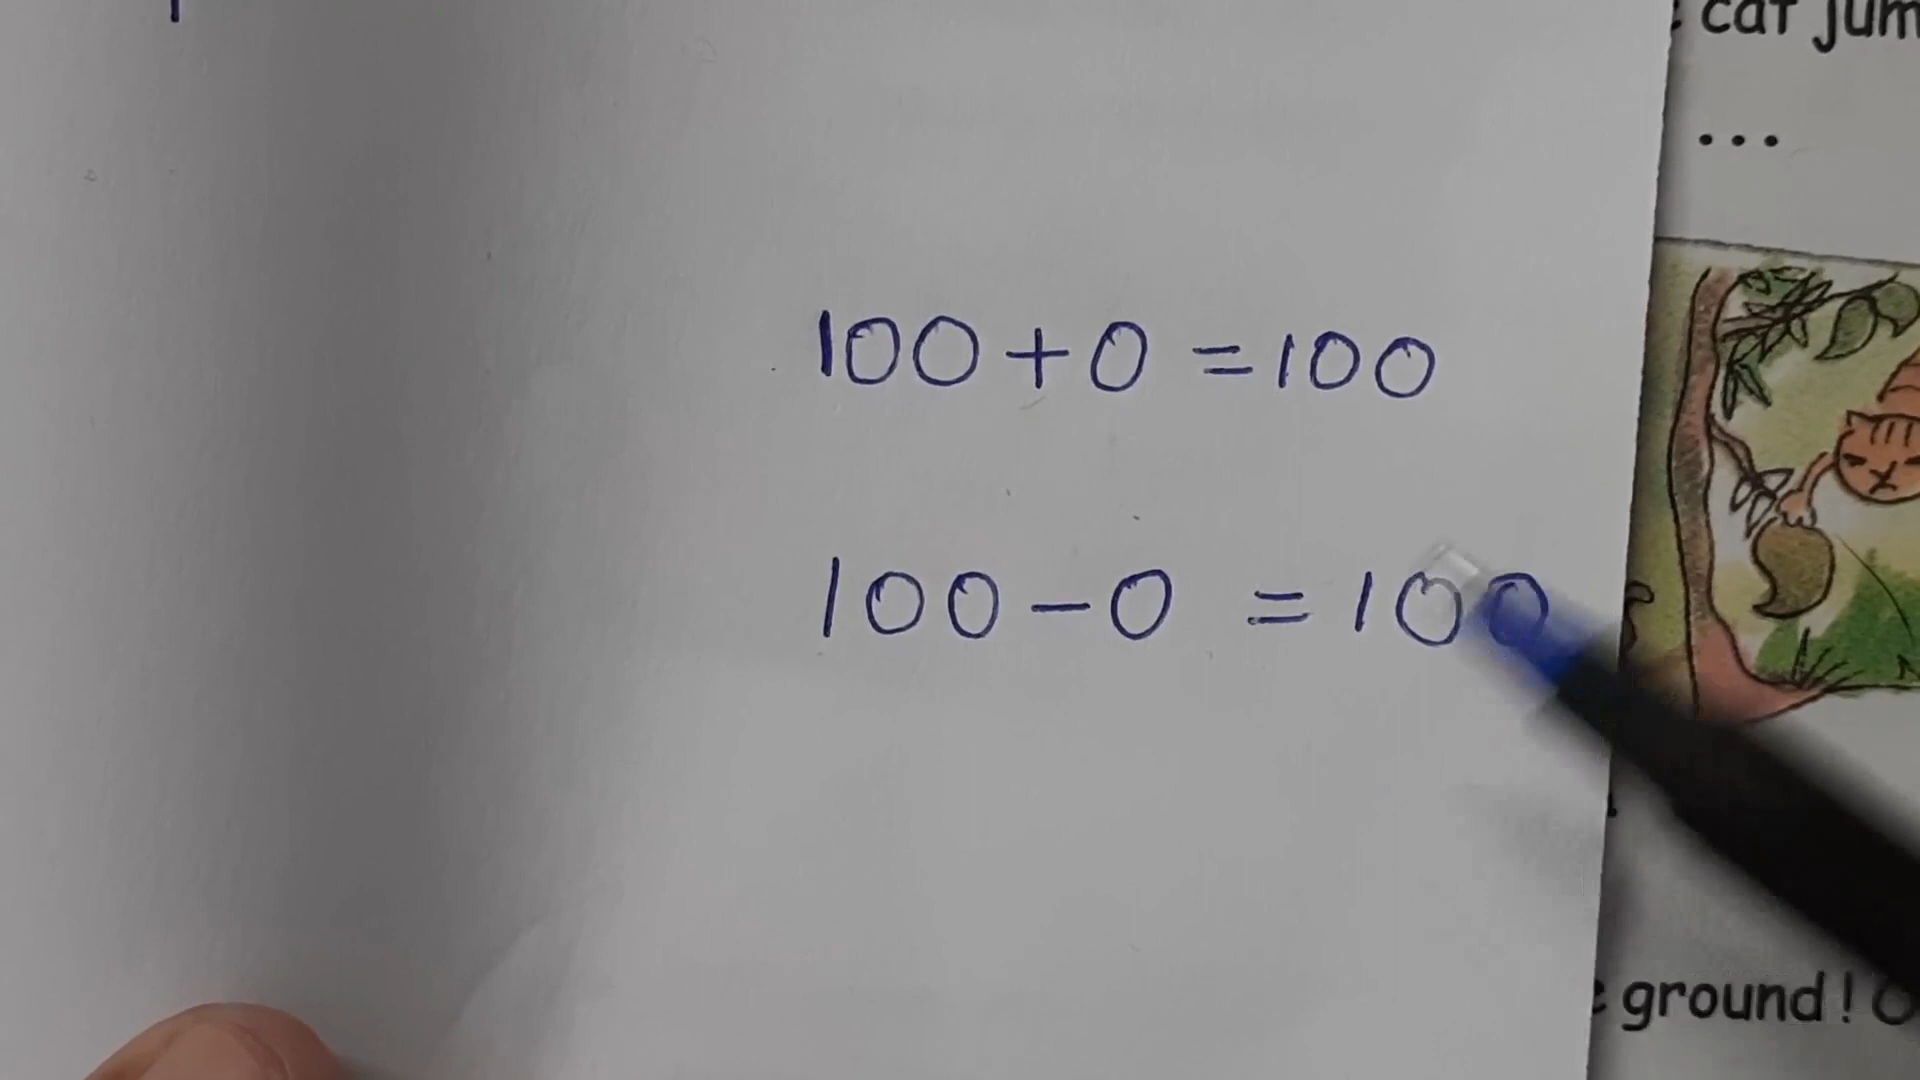 cat jum
...
100 + 0 = 100
100 - 0 = 100
ground!